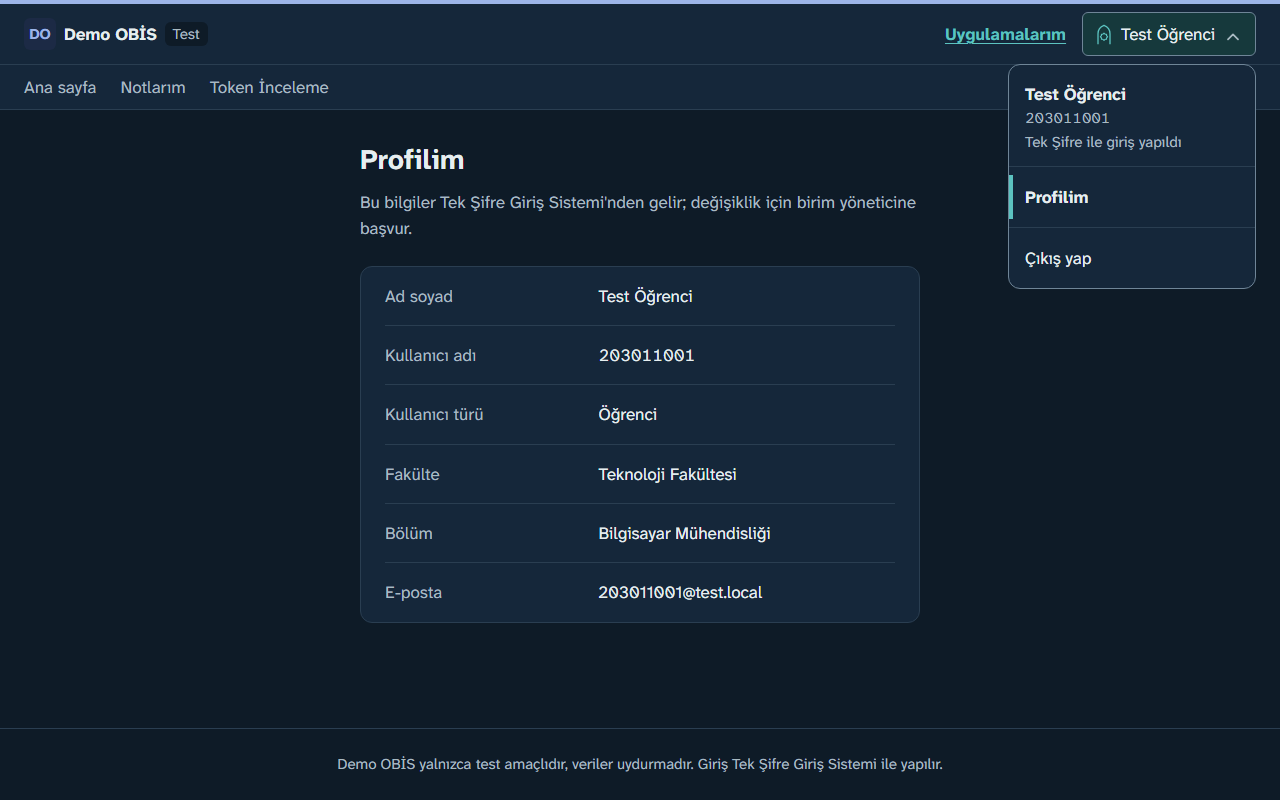 DO Demo OBİS Test
Uygulamalarım
Test Öğrenci
Ana sayfa Notlarım Token İnceleme
Test Öğrenci
203011001
Tek Şifre ile giriş yapıldı
Profilim
Çıkış yap
Profilim
Bu bilgiler Tek Şifre Giriş Sistemi'nden gelir; değişiklik için birim yöneticine
başvur.
Ad soyad Test Öğrenci
Kullanıcı adı 203011001
Kullanıcı türü Öğrenci
Fakülte Teknoloji Fakültesi
Bölüm Bilgisayar Mühendisliği
E-posta 203011001@test.local
Demo OBİS yalnızca test amaçlıdır, veriler uydurmadır. Giriş Tek Şifre Giriş Sistemi ile yapılır.